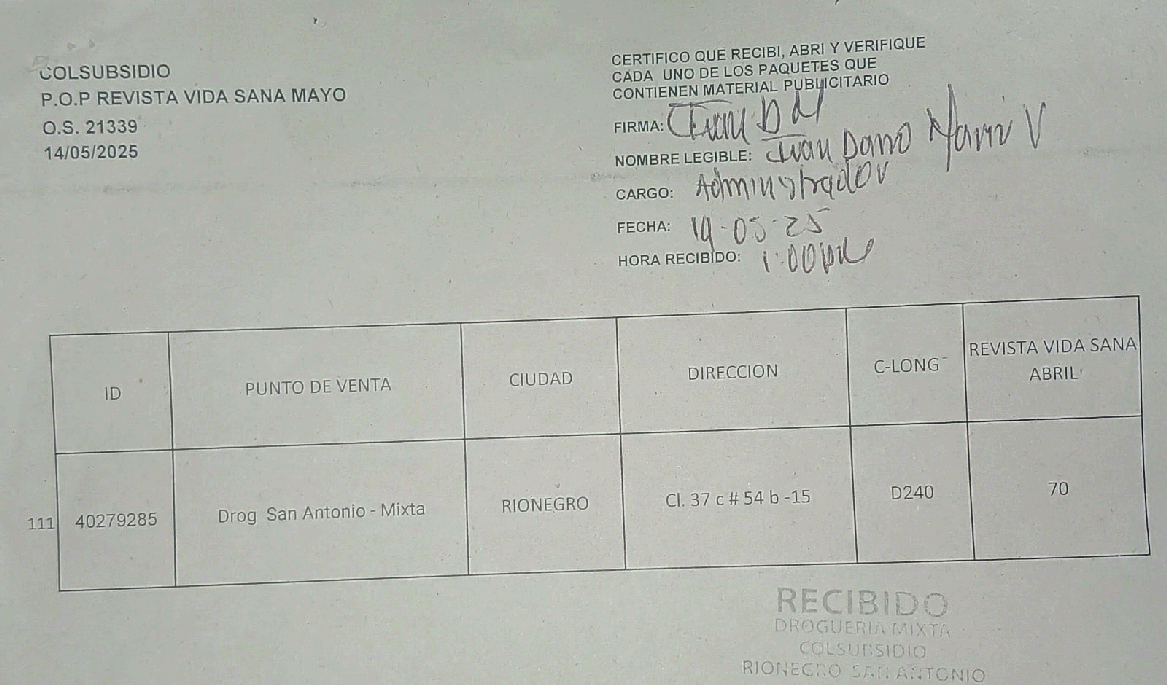 COLSUBSIDIO
P.O.P REVISTA VIDA SANA MAYO
O.S. 21339
14/05/2025
CERTIFICO QUE RECIBI, ABRI Y VERIFIQUE
CADA UNO DE LOS PAQUETES QUE
CONTIENEN MATERIAL PUBLICITARIO
FIRMA:
NOMBRE LEGIBLE: Juan V
CARGO: Administrador
FECHA: 19-05-25
HORA RECIBIDO: 1:00pm
ID PUNTO DE VENTA CIUDAD DIRECCION C-LONG REVISTA VIDA SANA
ABRIL
111 40279285 Drog San Antonio - Mixta RIONEGRO Cl. 37 c # 54 b -15 D240 70
RECIBIDO
DROGUERIA MIXTA
COLSUBSIDIO
RIONEGRO SAN ANTONIO